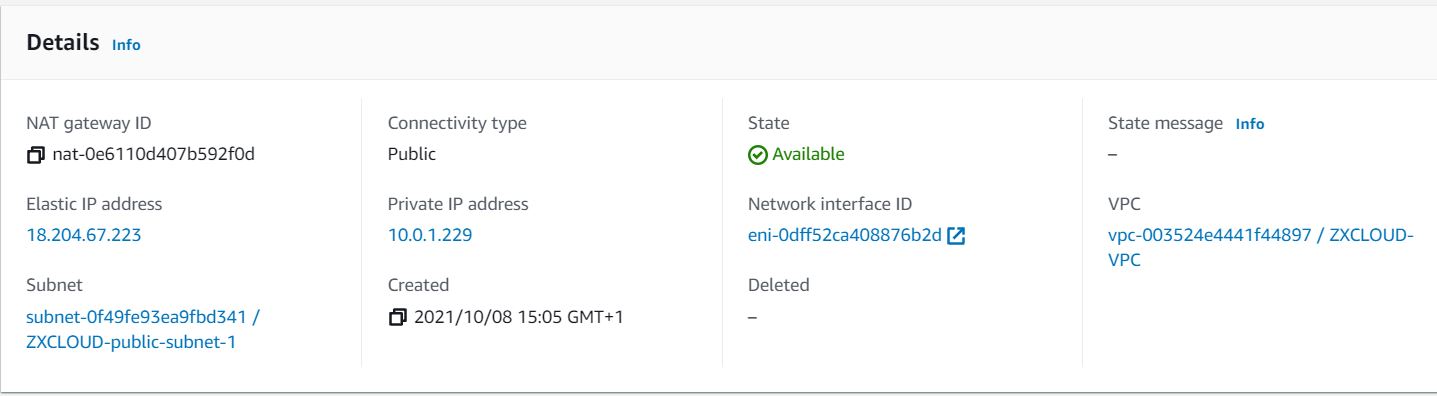 Details Info
NAT gateway ID
nat-0e6110d407b592f0d
Connectivity type
Public
State
Available
State message Info
–
Elastic IP address
18.204.67.223
Private IP address
10.0.1.229
Network interface ID
eni-0dff52ca408876b2d
VPC
vpc-003524e4441f44897 / ZXCLOUD-
VPC
Subnet
subnet-0f49fe93ea9fbd341 /
ZXCLOUD-public-subnet-1
Created
2021/10/08 15:05 GMT+1
Deleted
–